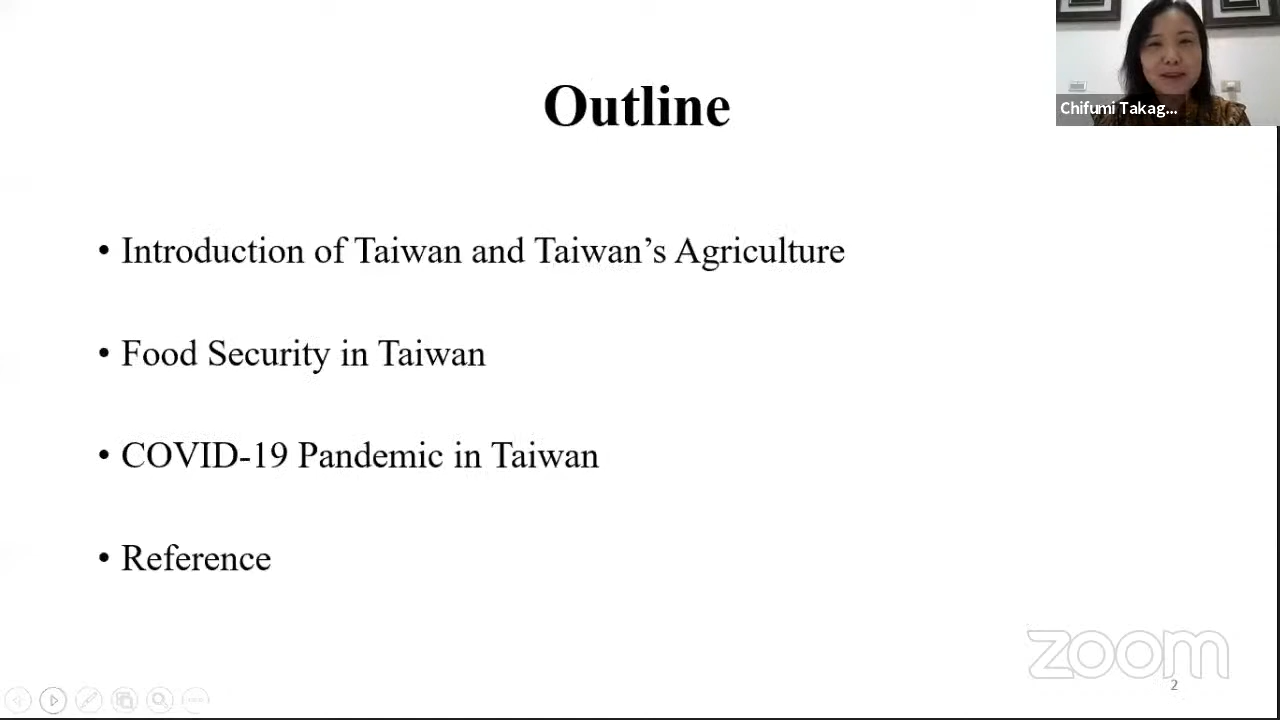 Outline
Chifumi Takag...
• Introduction of Taiwan and Taiwan’s Agriculture
• Food Security in Taiwan
• COVID-19 Pandemic in Taiwan
• Reference
zoom
2